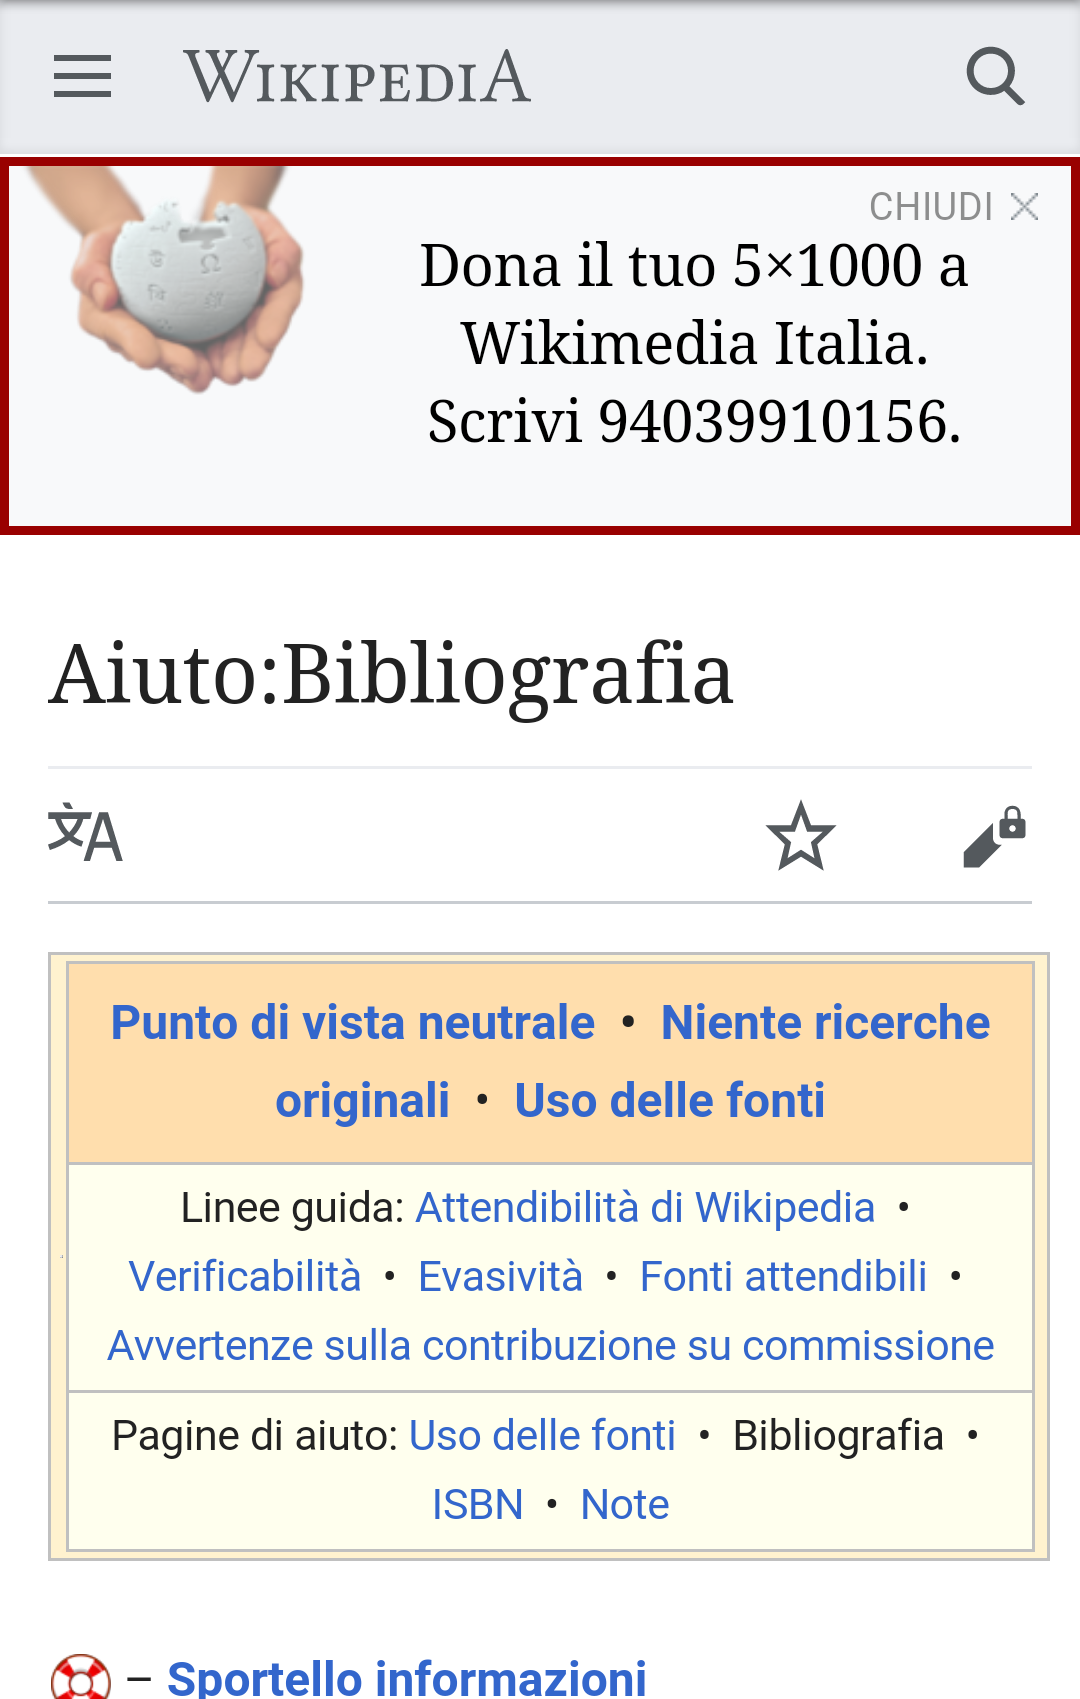 WIKIPEDIA
CHIUDI
Dona il tuo 5×1000 a
Wikimedia Italia.
Scrivi 94039910156.
Aiuto:Bibliografia
Punto di vista neutrale • Niente ricerche
originali • Uso delle fonti
Linee guida: Attendibilità di Wikipedia •
Verificabilità • Evasività • Fonti attendibili •
Avvertenze sulla contribuzione su commissione
Pagine di aiuto: Uso delle fonti • Bibliografia •
ISBN • Note
– Sportello informazioni